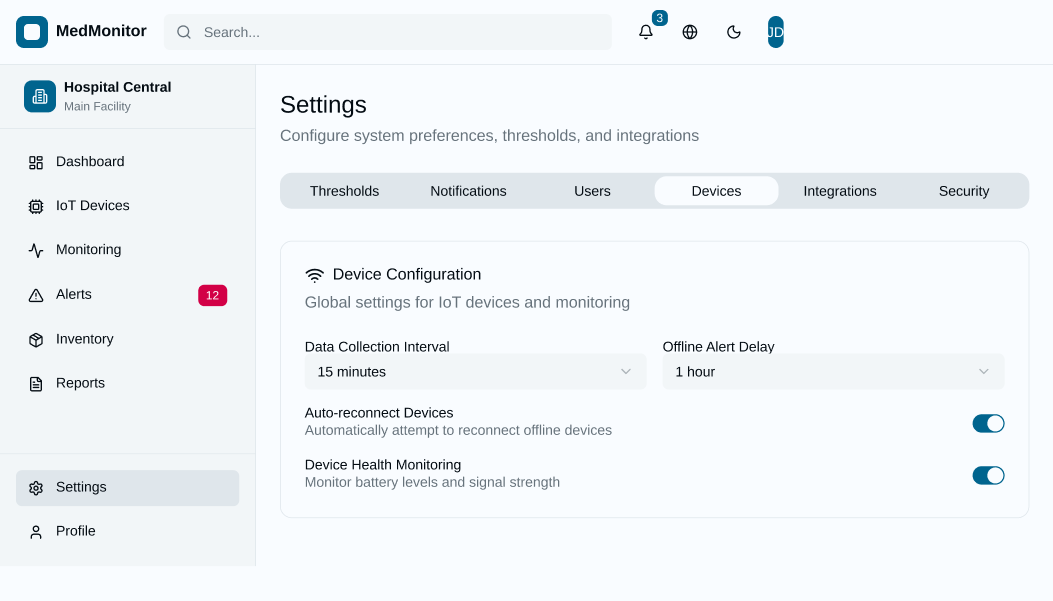 MedMonitor
Search...
3
JD
Hospital Central
Main Facility
Dashboard
IoT Devices
Monitoring
Alerts
12
Inventory
Reports
Settings
Profile
Settings
Configure system preferences, thresholds, and integrations
Thresholds
Notifications
Users
Devices
Integrations
Security
Device Configuration
Global settings for IoT devices and monitoring
Data Collection Interval
15 minutes
Offline Alert Delay
1 hour
Auto-reconnect Devices
Automatically attempt to reconnect offline devices
Device Health Monitoring
Monitor battery levels and signal strength